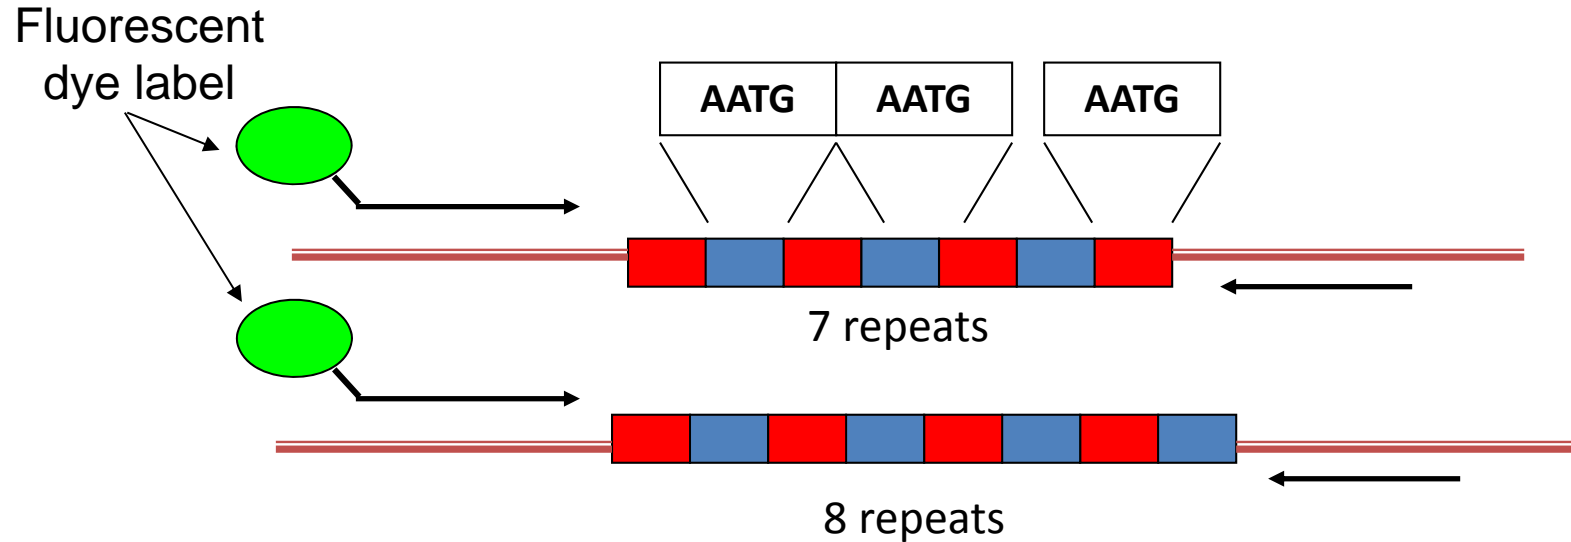 Fluorescent
dye label
AATG AATG AATG
7 repeats
8 repeats